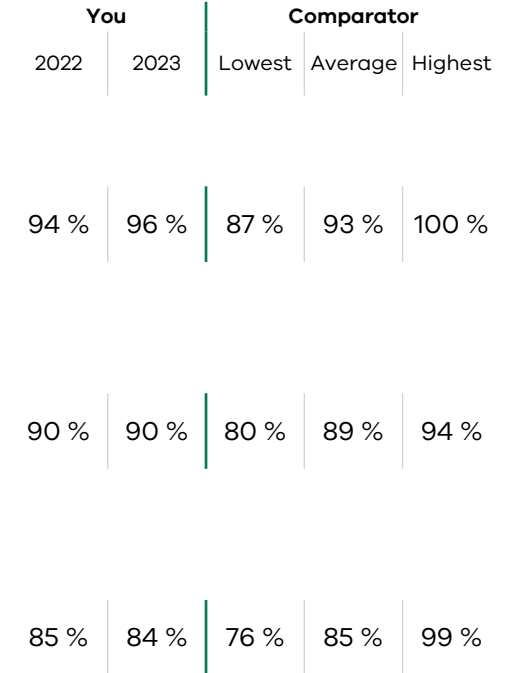 You Comparator
2022 2023 Lowest Average Highest
94 % 96 % 87 % 93 % 100 %
90 % 90 % 80 % 89 % 94 %
85 % 84 % 76 % 85 % 99 %